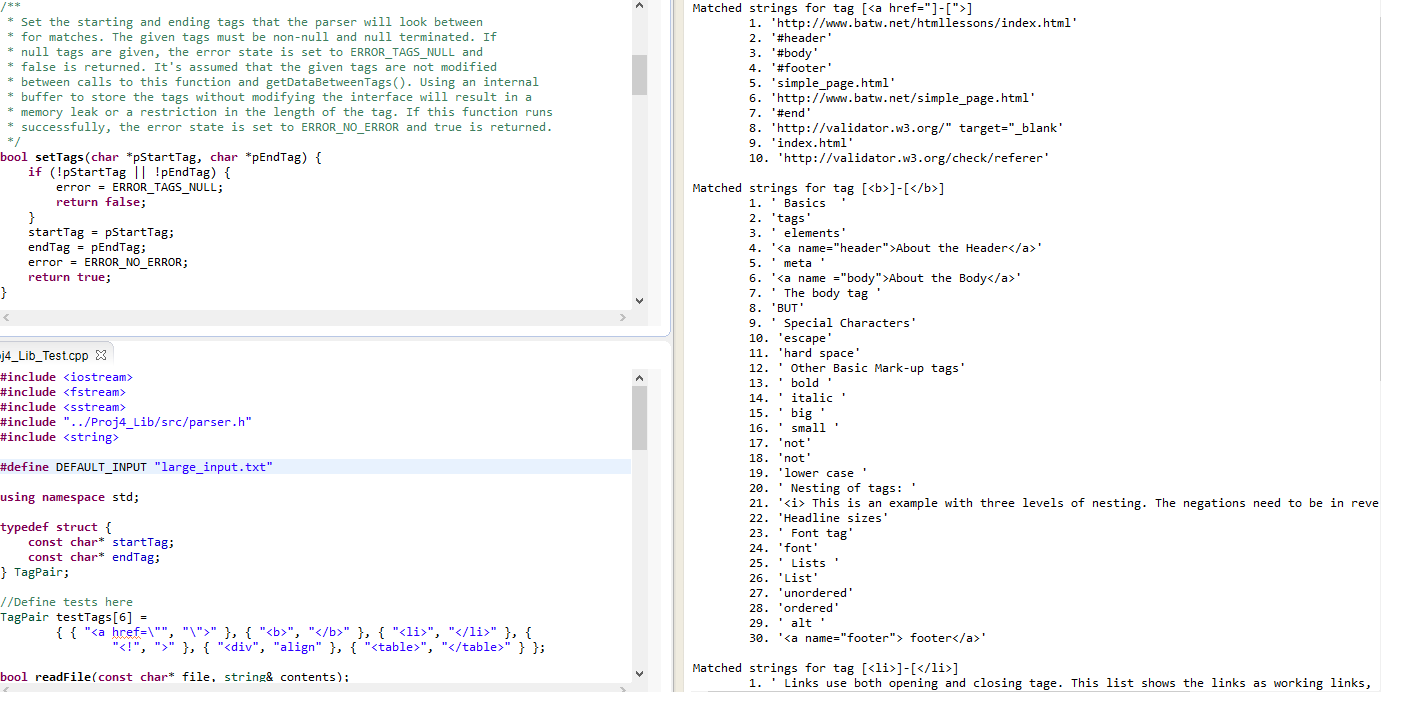 /**
 * Set the starting and ending tags that the parser will look between
 * for matches. The given tags must be non-null and null terminated. If
 * null tags are given, the error state is set to ERROR_TAGS_NULL and
 * false is returned. It's assumed that the given tags are not modified
 * between calls to this function and getDataBetweenTags(). Using an internal
 * buffer to store the tags without modifying the interface will result in a
 * memory leak or a restriction in the length of the tag. If this function runs
 * successfully, the error state is set to ERROR_NO_ERROR and true is returned.
 */
bool setTags(char *pStartTag, char *pEndTag) {
    if (!pStartTag || !pEndTag) {
        error = ERROR_TAGS_NULL;
        return false;
    }
    startTag = pStartTag;
    endTag = pEndTag;
    error = ERROR_NO_ERROR;
    return true;
}
j4_Lib_Test.cpp
#include <iostream>
#include <fstream>
#include <sstream>
#include "../Proj4_Lib/src/parser.h"
#include <string>
#define DEFAULT_INPUT "large_input.txt"
using namespace std;
typedef struct {
    const char* startTag;
    const char* endTag;
} TagPair;
//Define tests here
TagPair testTags[6] =
        { { "<a href=\"", "\">" }, { "<b>", "</b>" }, { "<li>", "</li>" }, {
                "<!", ">" }, { "<div", "align" }, { "<table>", "</table>" } };
bool readFile(const char* file, string& contents);
Matched strings for tag [<a href="]-[">]
        1. 'http://www.batw.net/htmllessons/index.html'
        2. '#header'
        3. '#body'
        4. '#footer'
        5. 'simple_page.html'
        6. 'http://www.batw.net/simple_page.html'
        7. '#end'
        8. 'http://validator.w3.org/" target="_blank'
        9. 'index.html'
        10. 'http://validator.w3.org/check/referer'
Matched strings for tag [<b>]-[</b>]
        1. ' Basics  '
        2. 'tags'
        3. ' elements'
        4. '<a name="header">About the Header</a>'
        5. ' meta '
        6. '<a name ="body">About the Body</a>'
        7. ' The body tag '
        8. 'BUT'
        9. ' Special Characters'
        10. 'escape'
        11. 'hard space'
        12. ' Other Basic Mark-up tags'
        13. ' bold '
        14. ' italic '
        15. ' big '
        16. ' small '
        17. 'not'
        18. 'not'
        19. 'lower case '
        20. ' Nesting of tags: '
        21. '<i> This is an example with three levels of nesting. The negations need to be in reve
        22. 'Headline sizes'
        23. ' Font tag'
        24. 'font'
        25. ' Lists '
        26. 'List'
        27. 'unordered'
        28. 'ordered'
        29. ' alt '
        30. '<a name="footer"> footer</a>'
Matched strings for tag [<li>]-[</li>]
        1. ' Links use both opening and closing tage. This list shows the links as working links,